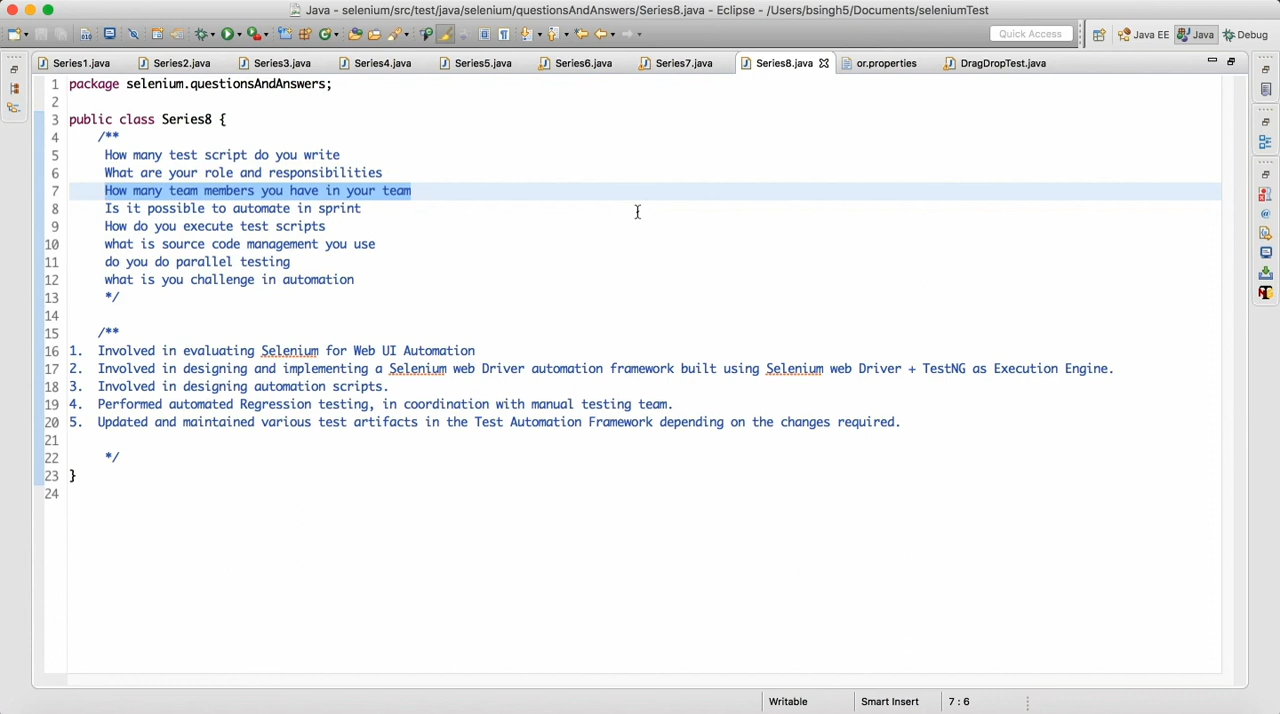 Java - selenium/src/test/java/selenium/questionsAndAnswers/Series8.java - Eclipse - /Users/bsingh5/Documents/seleniumTest
Quick Access
Java EE
Java
Debug
Series1.java
Series2.java
Series3.java
Series4.java
Series5.java
Series6.java
Series7.java
Series8.java
or.properties
DragDropTest.java
1 package selenium.questionsAndAnswers;
2
3 public class Series8 {
4 /**
5 How many test script do you write
6 What are your role and responsibilities
7 How many team members you have in your team
8 Is it possible to automate in sprint
9 How do you execute test scripts
10 what is source code management you use
11 do you do parallel testing
12 what is you challenge in automation
13 */
14
15 /**
16 1. Involved in evaluating Selenium for Web UI Automation
17 2. Involved in designing and implementing a Selenium web Driver automation framework built using Selenium web Driver + TestNG as Execution Engine.
18 3. Involved in designing automation scripts.
19 4. Performed automated Regression testing, in coordination with manual testing team.
20 5. Updated and maintained various test artifacts in the Test Automation Framework depending on the changes required.
21
22 */
23 }
24
Writable
Smart Insert
7 : 6